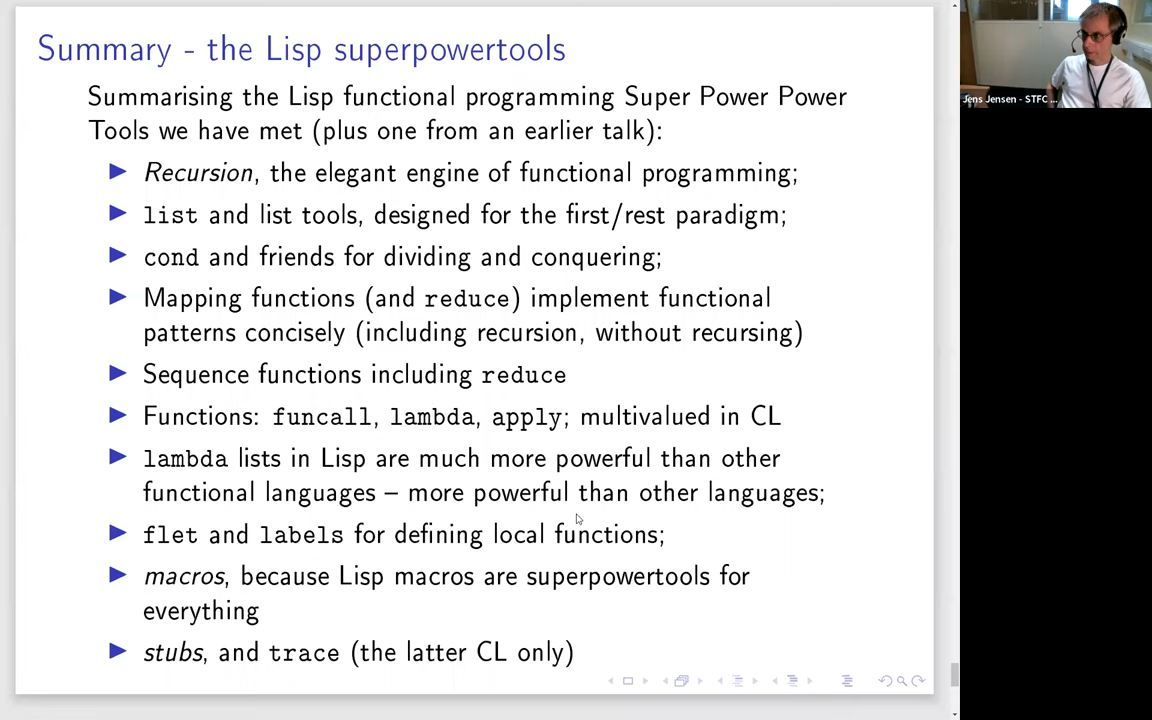 Summary - the Lisp superpowertools
Summarising the Lisp functional programming Super Power Power
Tools we have met (plus one from an earlier talk):
Recursion, the elegant engine of functional programming;
list and list tools, designed for the first/rest paradigm;
cond and friends for dividing and conquering;
Mapping functions (and reduce) implement functional
patterns concisely (including recursion, without recursing)
Sequence functions including reduce
Functions: funcall, lambda, apply; multivalued in CL
lambda lists in Lisp are much more powerful than other
functional languages – more powerful than other languages;
flet and labels for defining local functions;
macros, because Lisp macros are superpowertools for
everything
stubs, and trace (the latter CL only)
Jens Jensen - STFC ...